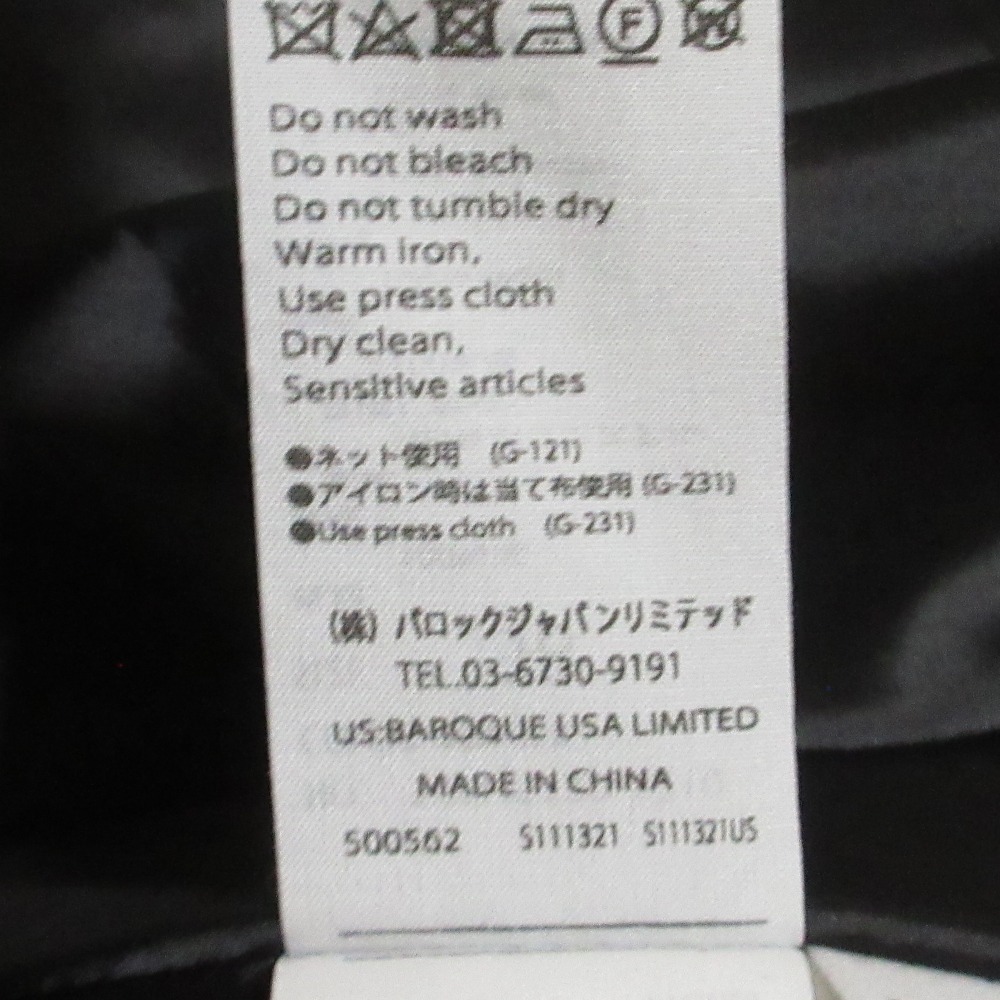 F
Do not wash
Do not bleach
Do not tumble dry
Warm iron,
Use press cloth
Dry clean,
Sensitive articles
●ネット使用 (G-121)
●アイロン時は当て布使用 (G-231)
●Use press cloth (G-231)
(株) バロックジャパンリミテッド
TEL.03-6730-9191
US:BAROQUE USA LIMITED
MADE IN CHINA
500562 S111321 S111321US